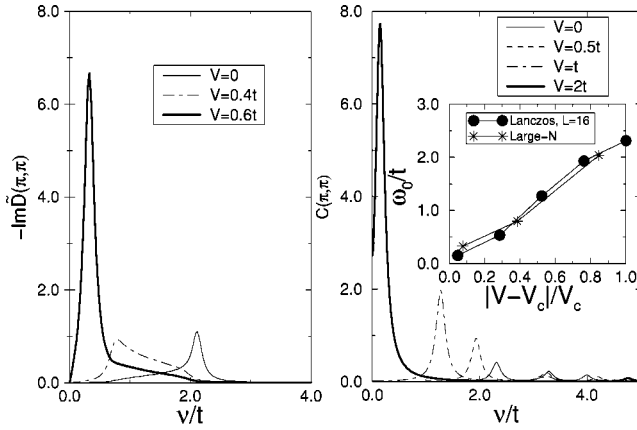 8.0
6.0
4.0
2.0
0.0
−ImD̃(π,π)
V=0
V=0.4t
V=0.6t
0.0
2.0
4.0
ν/t
8.0
6.0
4.0
2.0
0.0
C(π,π)
V=0
V=0.5t
V=t
V=2t
3.0
2.0
1.0
0.0
ω₀/t
Lanczos, L=16
Large−N
0.0
0.2
0.4
0.6
0.8
1.0
|V−V_c|/V_c
0.0
2.0
4.0
ν/t